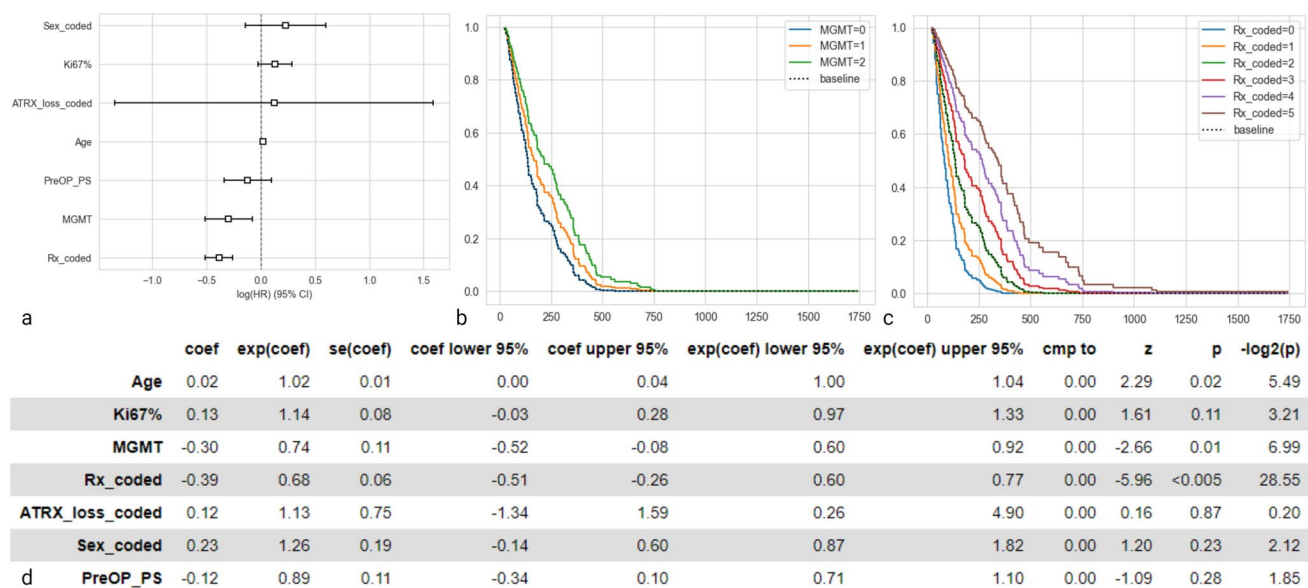 Sex_coded
Ki67%
ATRX_loss_coded
Age
PreOP_PS
MGMT
Rx_coded
−1.0 −0.5 0.0 0.5 1.0 1.5
log(HR) (95% CI)
a
1.0
0.8
0.6
0.4
0.2
0.0
0 250 500 750 1000 1250 1500 1750
MGMT=0
MGMT=1
MGMT=2
baseline
b
1.0
0.8
0.6
0.4
0.2
0.0
0 250 500 750 1000 1250 1500 1750
Rx_coded=0
Rx_coded=1
Rx_coded=2
Rx_coded=3
Rx_coded=4
Rx_coded=5
baseline
c
coef exp(coef) se(coef) coef lower 95% coef upper 95% exp(coef) lower 95% exp(coef) upper 95% cmp to z p -log2(p)
Age 0.02 1.02 0.01 0.00 0.04 1.00 1.04 0.00 2.29 0.02 5.49
Ki67% 0.13 1.14 0.08 -0.03 0.28 0.97 1.33 0.00 1.61 0.11 3.21
MGMT -0.30 0.74 0.11 -0.52 -0.08 0.60 0.92 0.00 -2.66 0.01 6.99
Rx_coded -0.39 0.68 0.06 -0.51 -0.26 0.60 0.77 0.00 -5.96 <0.005 28.55
ATRX_loss_coded 0.12 1.13 0.75 -1.34 1.59 0.26 4.90 0.00 0.16 0.87 0.20
Sex_coded 0.23 1.26 0.19 -0.14 0.60 0.87 1.82 0.00 1.20 0.23 2.12
d PreOP_PS -0.12 0.89 0.11 -0.34 0.10 0.71 1.10 0.00 -1.09 0.28 1.85